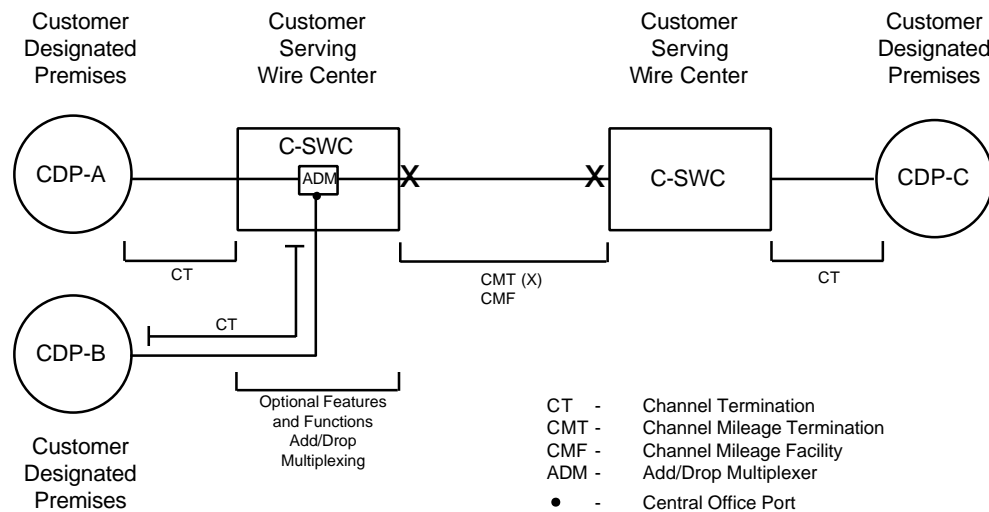 Customer
Designated
Premises
Customer
Serving
Wire Center
Customer
Serving
Wire Center
Customer
Designated
Premises
CDP-A
C-SWC
ADM
X
X
C-SWC
CDP-C
CT
CMT (X)
CMF
CT
CT
CDP-B
Optional Features
and Functions
Add/Drop
Multiplexing
Customer
Designated
Premises
CT - Channel Termination
CMT - Channel Mileage Termination
CMF - Channel Mileage Facility
ADM - Add/Drop Multiplexer
• - Central Office Port